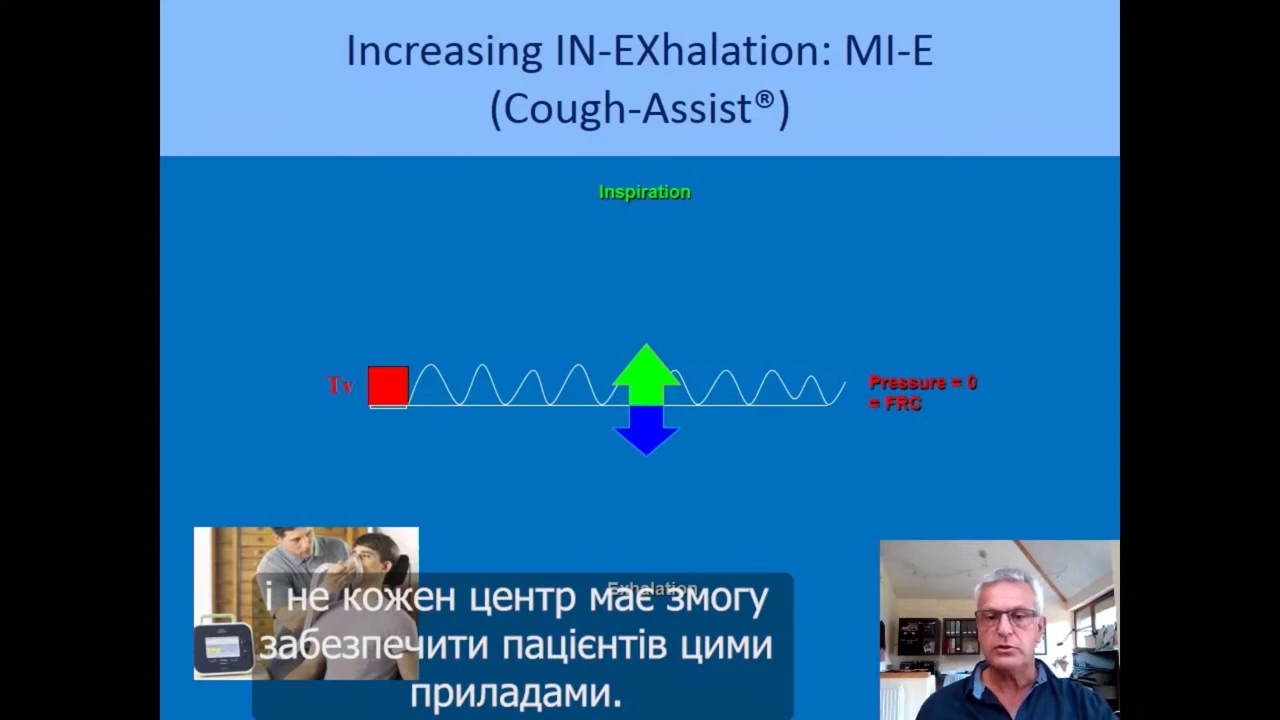 Increasing IN-EXhalation: MI-E
(Cough-Assist®)
Inspiration
Tv
Pressure = 0
= FRC
Exhalation
і не кожен центр має змогу
забезпечити пацієнтів цими
приладами.